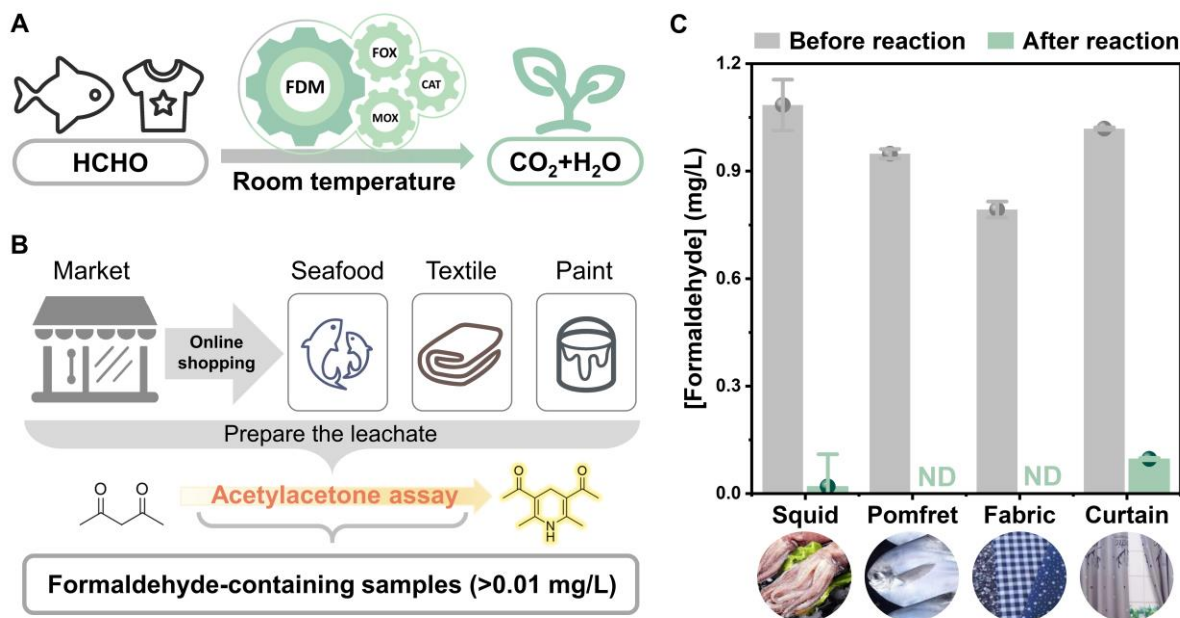 A
FDM
FOX
CAT
MOX
HCHO
Room temperature
CO₂+H₂O
B
Market
Seafood
Textile
Paint
Online
shopping
Prepare the leachate
O
O
Acetylacetone assay
O
O
N
H
Formaldehyde-containing samples (>0.01 mg/L)
C
Before reaction
After reaction
[Formaldehyde] (mg/L)
1.2
0.9
0.6
0.3
0.0
ND
ND
Squid
Pomfret
Fabric
Curtain